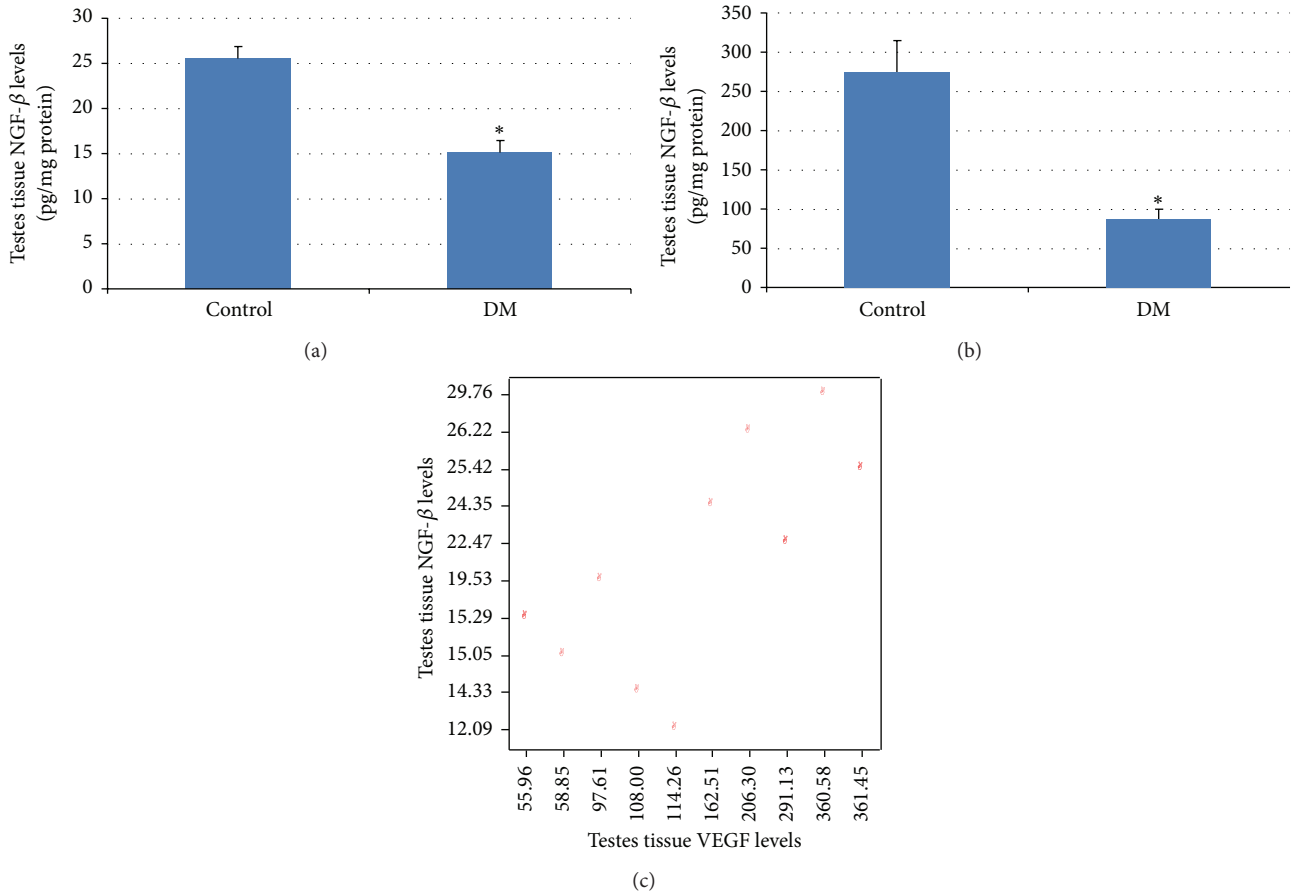 Testes tissue NGF-β levels
(pg/mg protein)
30
25
20
15
10
5
0
*
Control
DM
(a)
Testes tissue NGF-β levels
(pg/mg protein)
350
300
250
200
150
100
50
0
*
Control
DM
(b)
Testes tissue NGF-β levels
29.76
26.22
25.42
24.35
22.47
19.53
15.29
15.05
14.33
12.09
55.96
58.85
97.61
108.00
114.26
162.51
206.30
291.13
360.58
361.45
Testes tissue VEGF levels
(c)